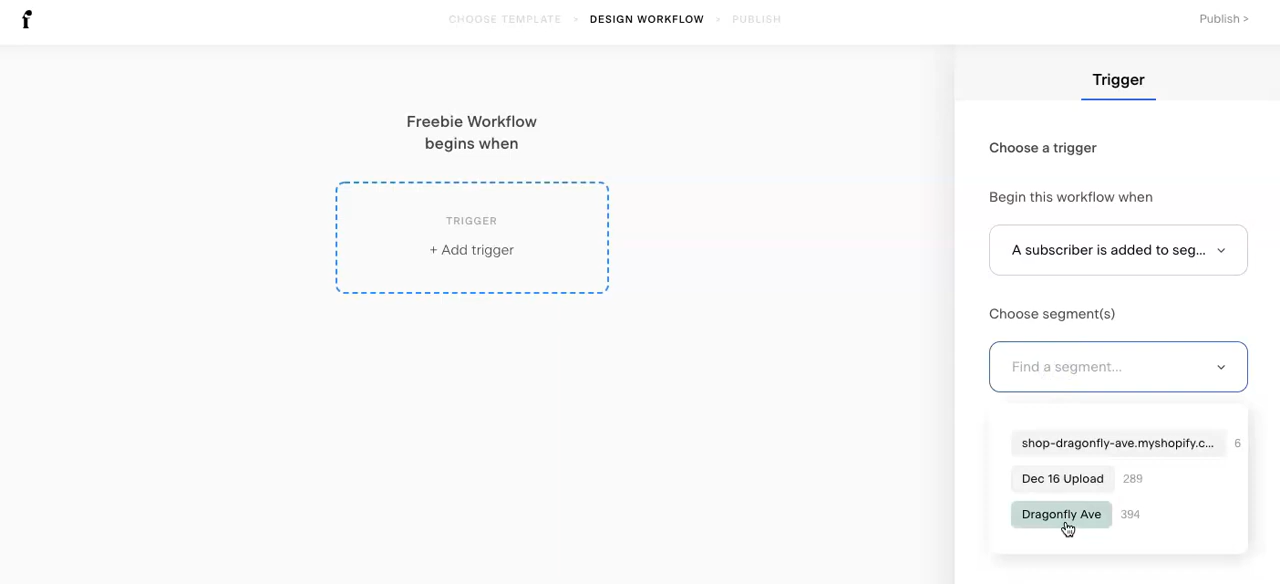 f
CHOOSE TEMPLATE > DESIGN WORKFLOW > PUBLISH
Publish >
Trigger
Freebie Workflow
begins when
TRIGGER
+ Add trigger
Choose a trigger
Begin this workflow when
A subscriber is added to seg...
Choose segment(s)
Find a segment...
shop-dragonfly-ave.myshopify.c... 6
Dec 16 Upload 289
Dragonfly Ave 394